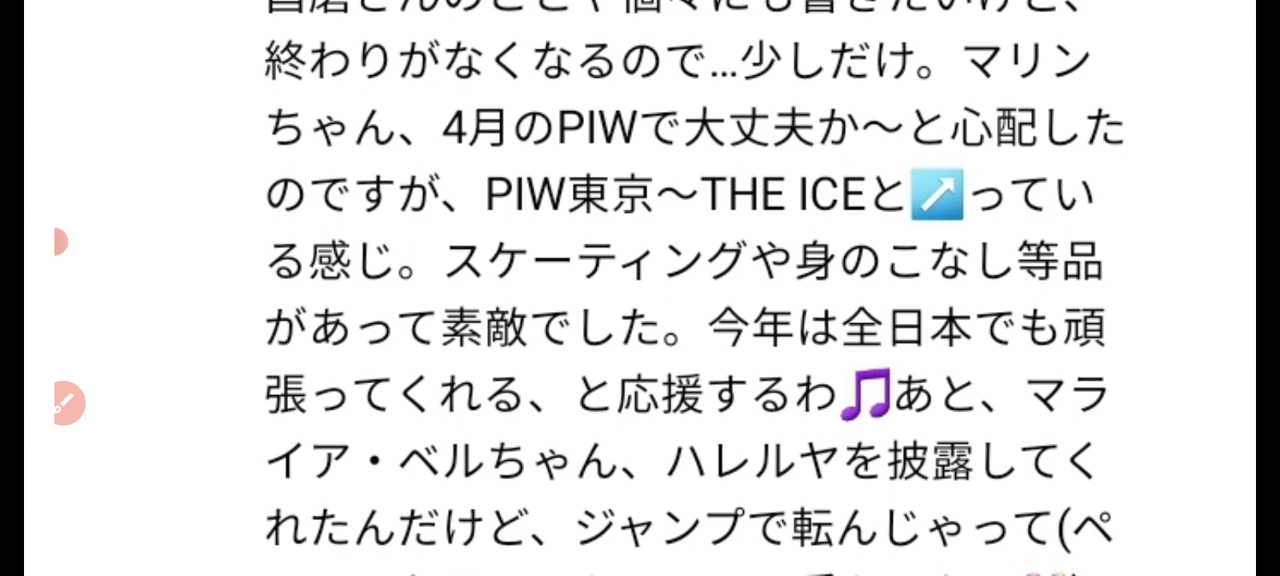 終わりがなくなるので…少しだけ。マリン
ちゃん、4月のPIWで大丈夫か〜と心配した
のですが、PIW東京〜THE ICEと↗️ってい
る感じ。スケーティングや身のこなし等品
があって素敵でした。今年は全日本でも頑
張ってくれる、と応援するわ🎵あと、マラ
イア・ベルちゃん、ハレルヤを披露してく
れたんだけど、ジャンプで転んじゃって(ペ